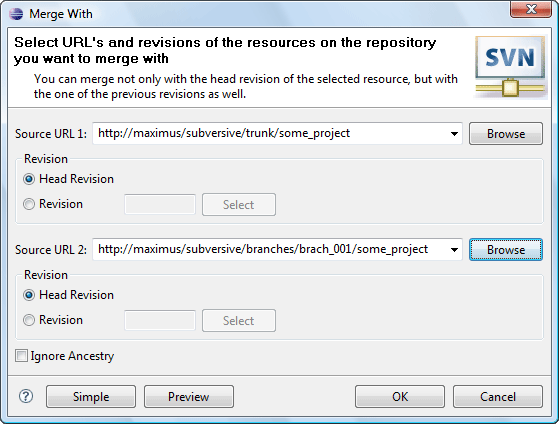 Merge With
Select URL's and revisions of the resources on the repository
you want to merge with
You can merge not only with the head revision of the selected resource, but with
the one of the previous revisions as well.
SVN
Source URL 1: http://maximus/subversive/trunk/some_project Browse
Revision
Head Revision
Revision Select
Source URL 2: http://maximus/subversive/branches/brach_001/some_project Browse
Revision
Head Revision
Revision Select
Ignore Ancestry
? Simple Preview OK Cancel